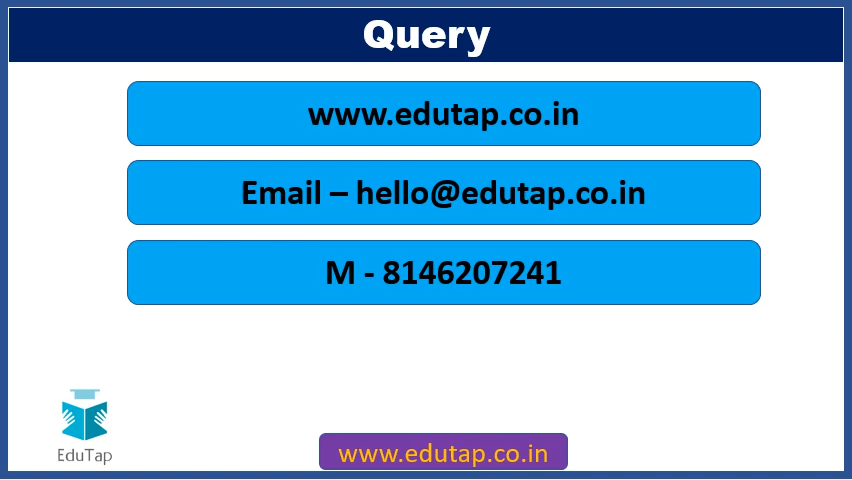 Query
www.edutap.co.in
Email – hello@edutap.co.in
M - 8146207241
EduTap
www.edutap.co.in